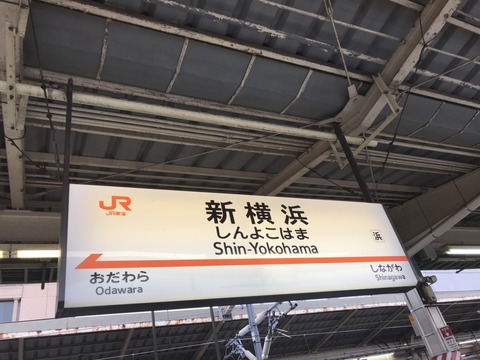 JR
JR東海
新横浜
しんよこはま
Shin-Yokohama
浜
おだわら
Odawara
しながわ
Shinagawa